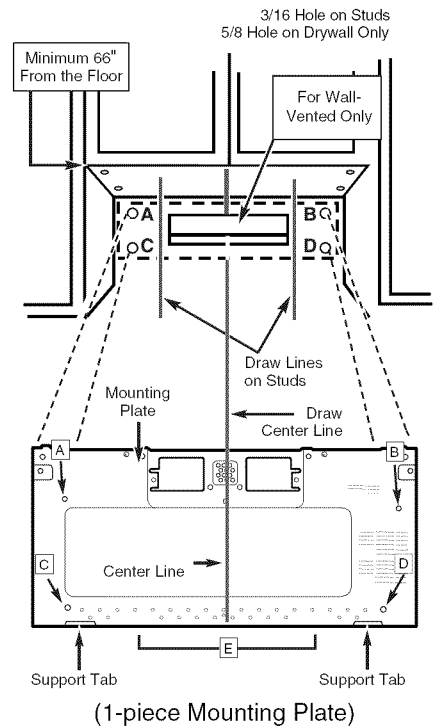 3/16 Hole on Studs
5/8 Hole on Drywall Only
Minimum 66"
From the Floor
For Wall-
Vented Only
A
B
C
D
Draw Lines
on Studs
Mounting
Plate
Draw
Center Line
A
B
C
D
Center Line
E
Support Tab
Support Tab
(1-piece Mounting Plate)